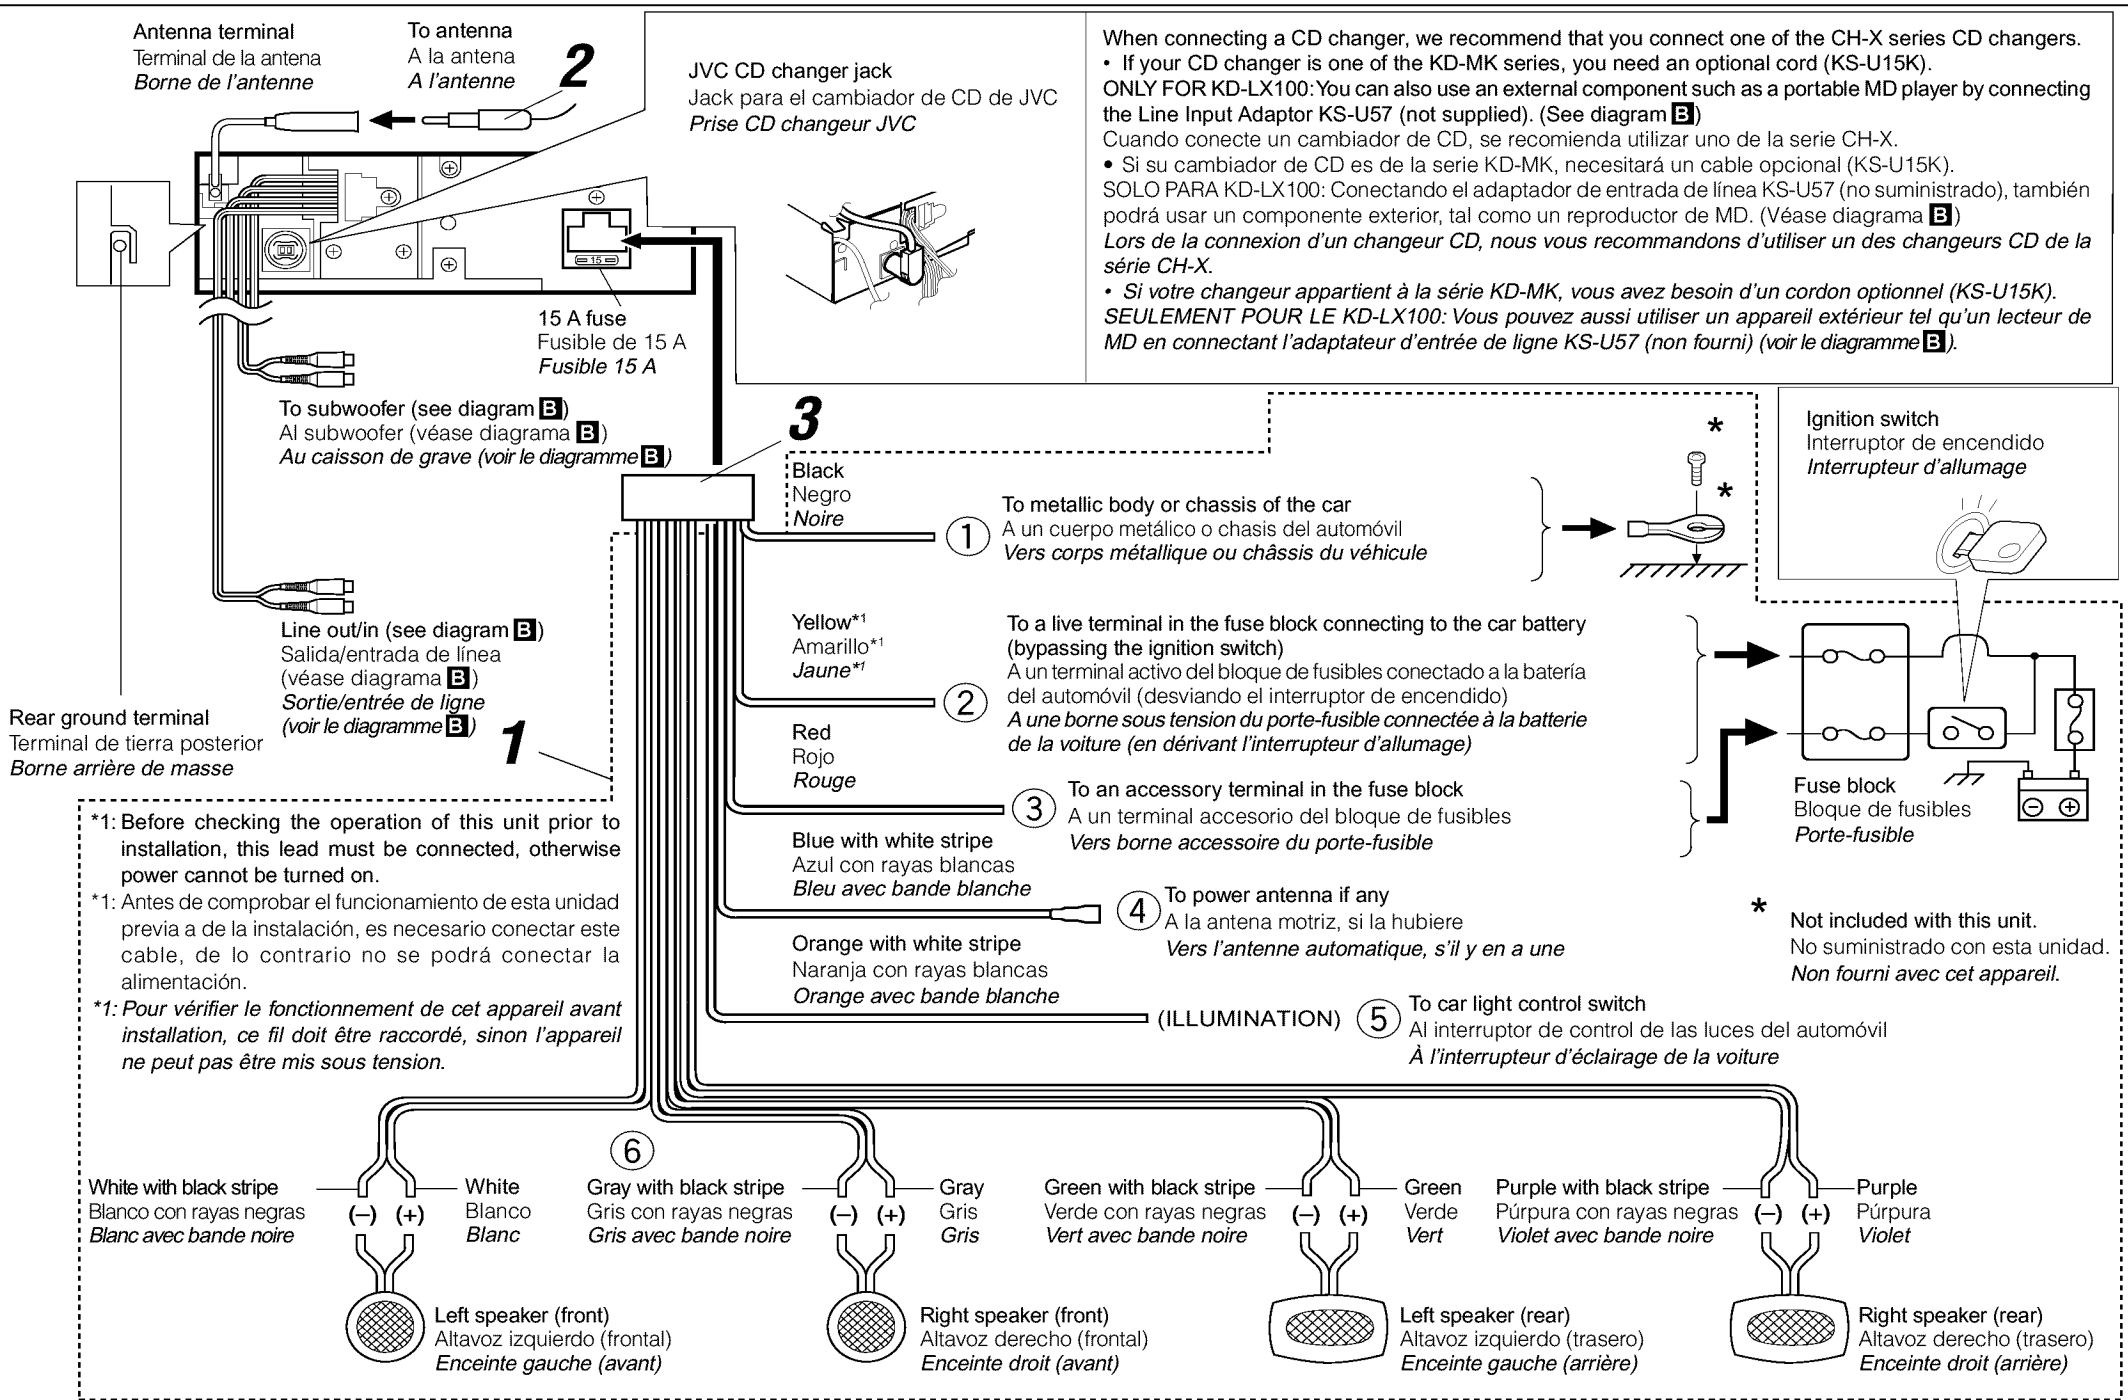 Antenna terminal
Terminal de la antena
Borne de l'antenne
To antenna
A la antena
A l'antenne
2
JVC CD changer jack
Jack para el cambiador de CD de JVC
Prise CD changeur JVC
When connecting a CD changer, we recommend that you connect one of the CH-X series CD changers.
• If your CD changer is one of the KD-MK series, you need an optional cord (KS-U15K).
ONLY FOR KD-LX100: You can also use an external component such as a portable MD player by connecting
the Line Input Adaptor KS-U57 (not supplied). (See diagram B)
Cuando conecte un cambiador de CD, se recomienda utilizar uno de la serie CH-X.
• Si su cambiador de CD es de la serie KD-MK, necesitará un cable opcional (KS-U15K).
SOLO PARA KD-LX100: Conectando el adaptador de entrada de línea KS-U57 (no suministrado), también
podrá usar un componente exterior, tal como un reproductor de MD. (Véase diagrama B)
Lors de la connexion d'un changeur CD, nous vous recommandons d'utiliser un des changeurs CD de la
série CH-X.
• Si votre changeur appartient à la série KD-MK, vous avez besoin d'un cordon optionnel (KS-U15K).
SEULEMENT POUR LE KD-LX100: Vous pouvez aussi utiliser un appareil extérieur tel qu'un lecteur de
MD en connectant l'adaptateur d'entrée de ligne KS-U57 (non fourni) (voir le diagramme B).
15
15 A fuse
Fusible de 15 A
Fusible 15 A
To subwoofer (see diagram B)
Al subwoofer (véase diagrama B)
Au caisson de grave (voir le diagramme B)
3
Line out/in (see diagram B)
Salida/entrada de línea
(véase diagrama B)
Sortie/entrée de ligne
(voir le diagramme B)
Rear ground terminal
Terminal de tierra posterior
Borne arrière de masse
1
Black
Negro
Noire
1
To metallic body or chassis of the car
A un cuerpo metálico o chasis del automóvil
Vers corps métallique ou châssis du véhicule
*
*
Ignition switch
Interruptor de encendido
Interrupteur d'allumage
Yellow*1
Amarillo*1
Jaune*1
2
To a live terminal in the fuse block connecting to the car battery
(bypassing the ignition switch)
A un terminal activo del bloque de fusibles conectado a la batería
del automóvil (desviando el interruptor de encendido)
A une borne sous tension du porte-fusible connectée à la batterie
de la voiture (en dérivant l'interrupteur d'allumage)
Red
Rojo
Rouge
3
To an accessory terminal in the fuse block
A un terminal accesorio del bloque de fusibles
Vers borne accessoire du porte-fusible
Fuse block
Bloque de fusibles
Porte-fusible
Blue with white stripe
Azul con rayas blancas
Bleu avec bande blanche
4
To power antenna if any
A la antena motriz, si la hubiere
Vers l'antenne automatique, s'il y en a une
* Not included with this unit.
No suministrado con esta unidad.
Non fourni avec cet appareil.
Orange with white stripe
Naranja con rayas blancas
Orange avec bande blanche
(ILLUMINATION)
5
To car light control switch
Al interruptor de control de las luces del automóvil
À l'interrupteur d'éclairage de la voiture
*1: Before checking the operation of this unit prior to
installation, this lead must be connected, otherwise
power cannot be turned on.
*1: Antes de comprobar el funcionamiento de esta unidad
previa a de la instalación, es necesario conectar este
cable, de lo contrario no se podrá conectar la
alimentación.
*1: Pour vérifier le fonctionnement de cet appareil avant
installation, ce fil doit être raccordé, sinon l'appareil
ne peut pas être mis sous tension.
6
White with black stripe
Blanco con rayas negras
Blanc avec bande noire
(–) (+)
White
Blanco
Blanc
Gray with black stripe
Gris con rayas negras
Gris avec bande noire
(–) (+)
Gray
Gris
Gris
Green with black stripe
Verde con rayas negras
Vert avec bande noire
(–) (+)
Green
Verde
Vert
Purple with black stripe
Púrpura con rayas negras
Violet avec bande noire
(–) (+)
Purple
Púrpura
Violet
Left speaker (front)
Altavoz izquierdo (frontal)
Enceinte gauche (avant)
Right speaker (front)
Altavoz derecho (frontal)
Enceinte droit (avant)
Left speaker (rear)
Altavoz izquierdo (trasero)
Enceinte gauche (arrière)
Right speaker (rear)
Altavoz derecho (trasero)
Enceinte droit (arrière)